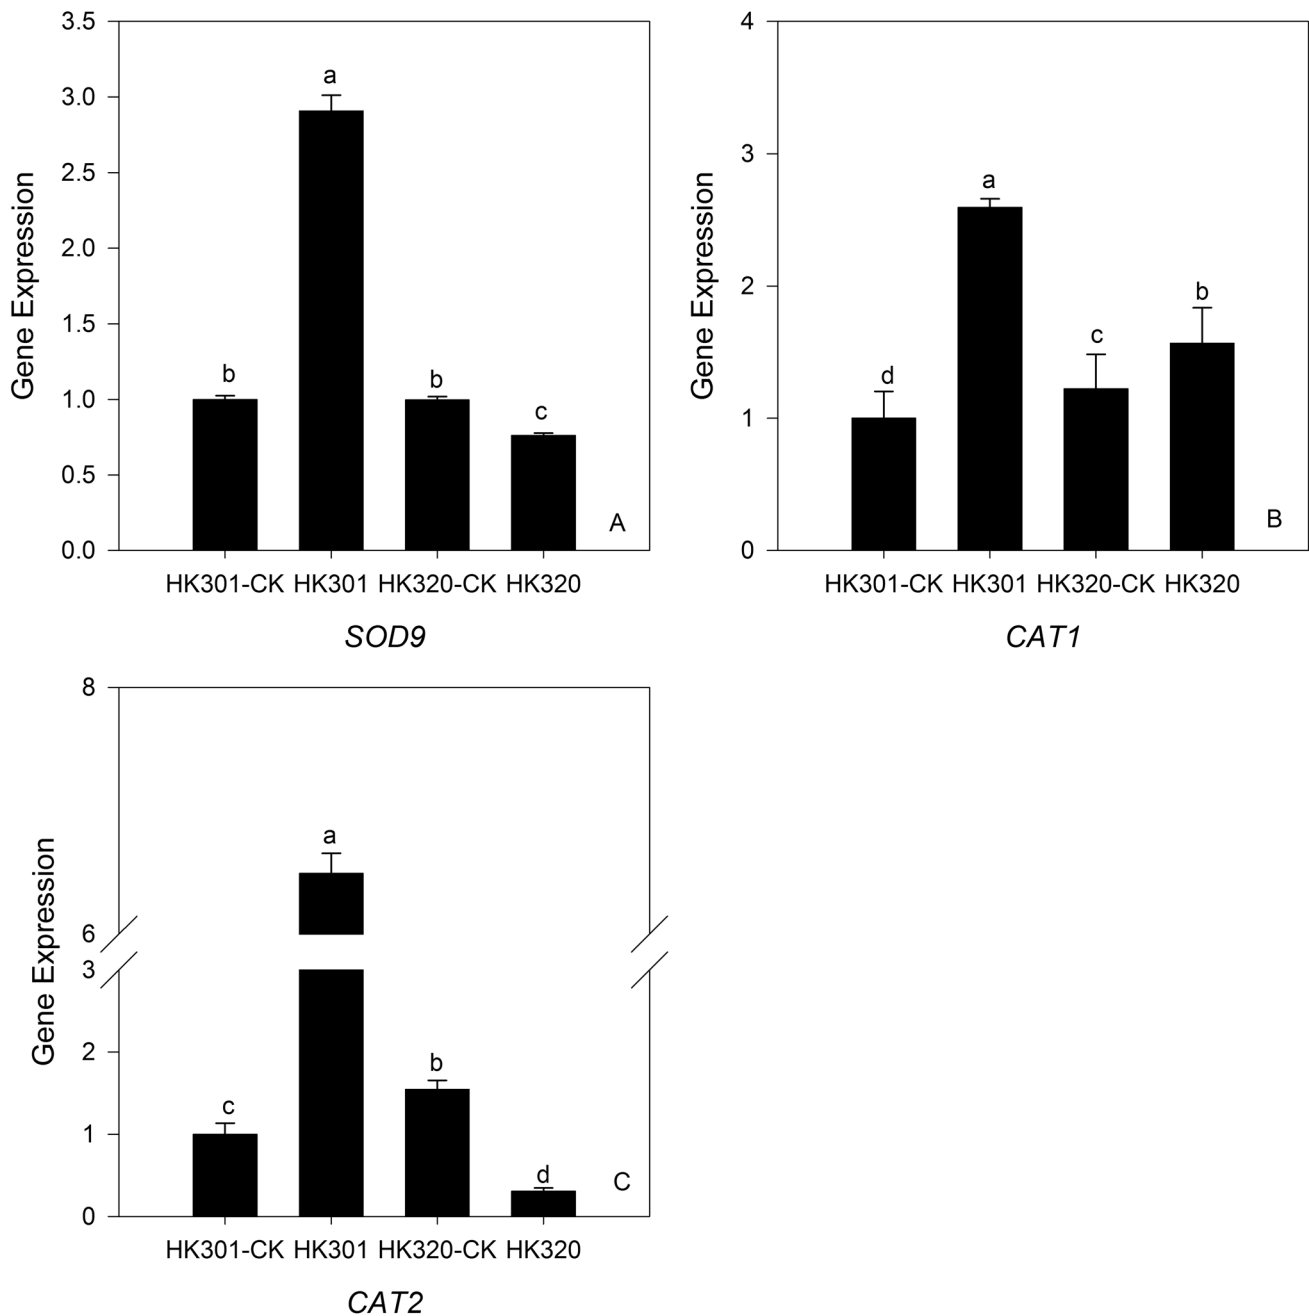 3.5
3.0
2.5
2.0
1.5
1.0
0.5
0.0
Gene Expression
a
b
b
c
A
HK301-CK HK301 HK320-CK HK320
SOD9
4
3
2
1
0
Gene Expression
a
b
c
d
B
HK301-CK HK301 HK320-CK HK320
CAT1
8
6
3
2
1
0
Gene Expression
a
b
c
d
C
HK301-CK HK301 HK320-CK HK320
CAT2